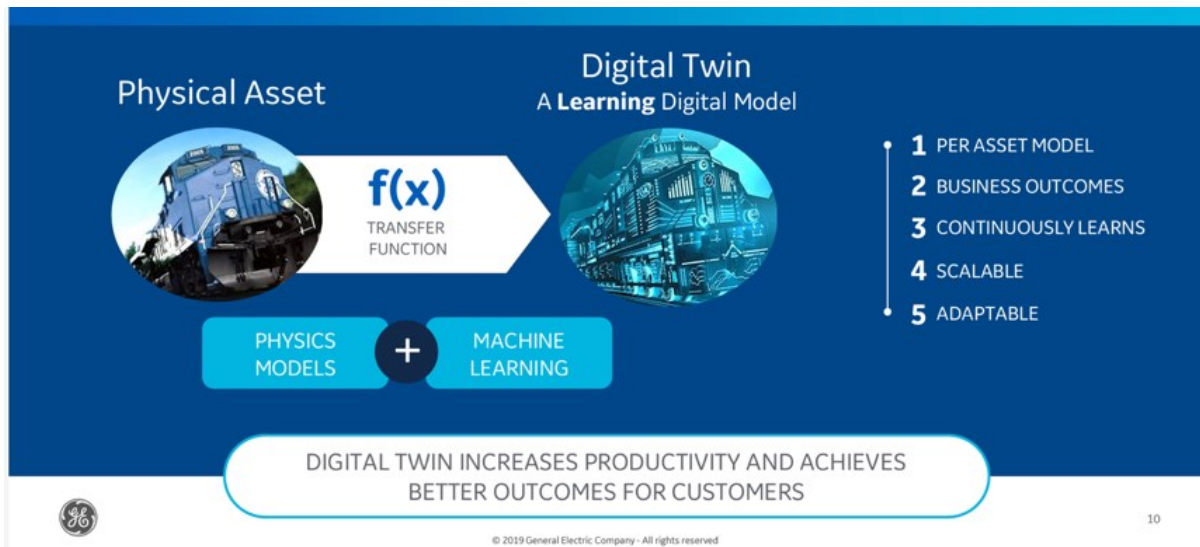 Physical Asset
Digital Twin
A Learning Digital Model
f(x)
TRANSFER
FUNCTION
PHYSICS
MODELS
+
MACHINE
LEARNING
1 PER ASSET MODEL
2 BUSINESS OUTCOMES
3 CONTINUOUSLY LEARNS
4 SCALABLE
5 ADAPTABLE
DIGITAL TWIN INCREASES PRODUCTIVITY AND ACHIEVES
BETTER OUTCOMES FOR CUSTOMERS
GE
© 2019 General Electric Company - All rights reserved
10